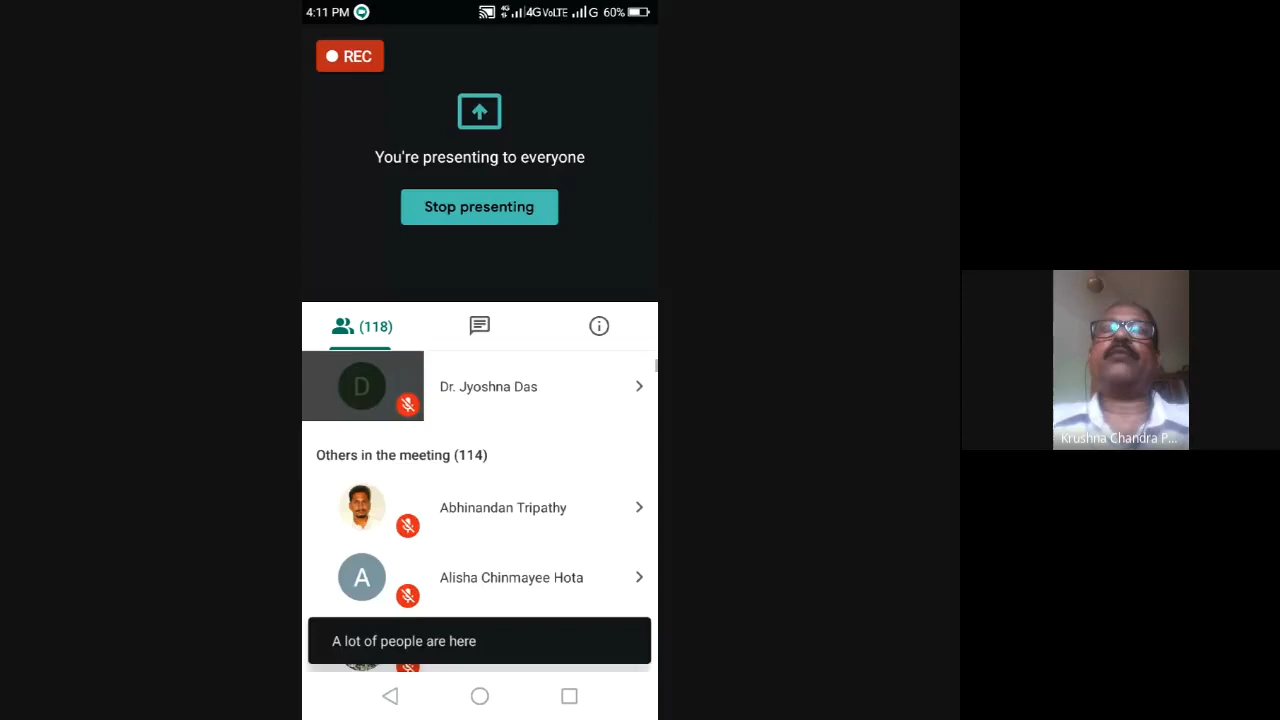 4:11 PM 4G 4G VoLTE G 60%
REC
You're presenting to everyone
Stop presenting
(118)
D
Dr. Jyoshna Das
Others in the meeting (114)
Abhinandan Tripathy
A
Alisha Chinmayee Hota
A lot of people are here
Krushna Chandra P...